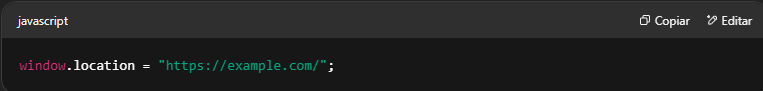 javascript Copiar Editar
window.location = "https://example.com/";